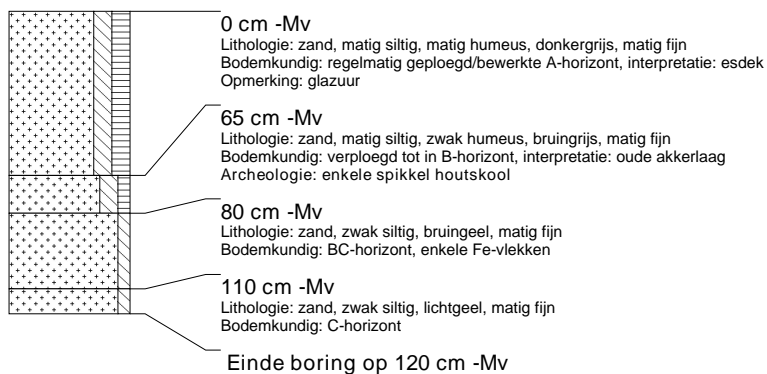 0 cm -Mv
Lithologie: zand, matig siltig, matig humeus, donkergrijs, matig fijn
Bodemkundig: regelmatig geploegd/bewerkte A-horizont, interpretatie: esdek
Opmerking: glazuur
65 cm -Mv
Lithologie: zand, matig siltig, zwak humeus, bruingrijs, matig fijn
Bodemkundig: verploegd tot in B-horizont, interpretatie: oude akkerlaag
Archeologie: enkele spikkel houtskool
80 cm -Mv
Lithologie: zand, zwak siltig, bruingeel, matig fijn
Bodemkundig: BC-horizont, enkele Fe-vlekken
110 cm -Mv
Lithologie: zand, zwak siltig, lichtgeel, matig fijn
Bodemkundig: C-horizont
Einde boring op 120 cm -Mv